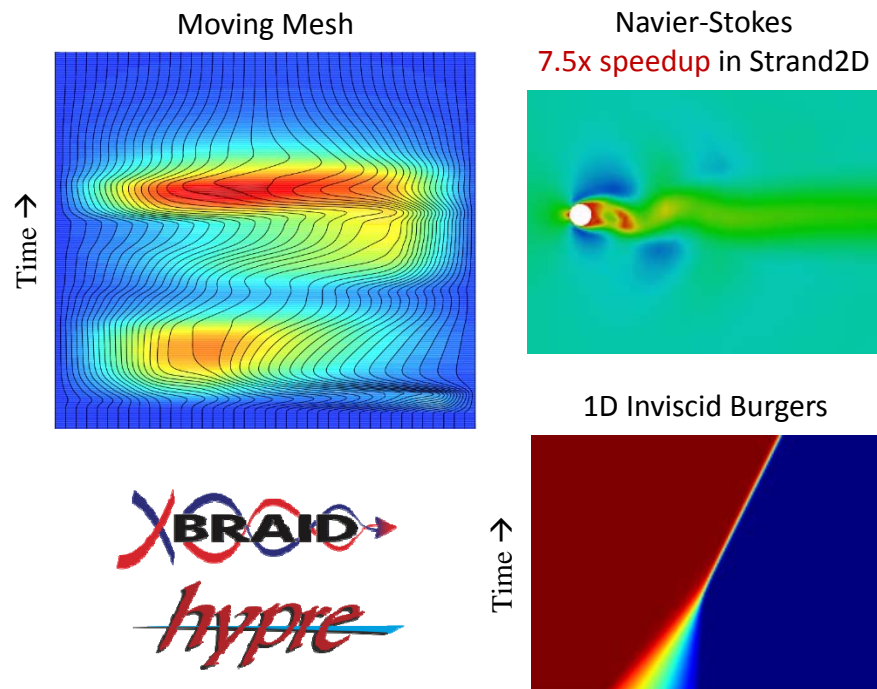 Moving Mesh
Time →
Navier-Stokes
7.5x speedup in Strand2D
1D Inviscid Burgers
Time →
XBRAID
hypre